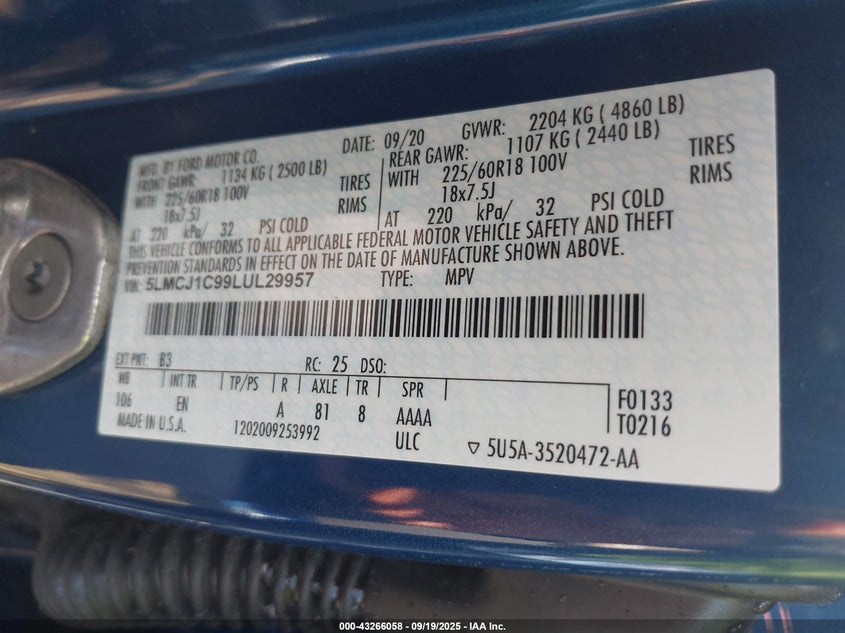 MFD. BY FORD MOTOR CO.
DATE: 09/20 GVWR: 2204 KG ( 4860 LB)
FRONT GAWR: 1134 KG ( 2500 LB)
WITH 225/60R18 100V TIRES
18x7.5J RIMS
AT 220 kPa/ 32 PSI COLD
REAR GAWR: 1107 KG ( 2440 LB)
WITH 225/60R18 100V TIRES
18x7.5J RIMS
AT 220 kPa/ 32 PSI COLD
THIS VEHICLE CONFORMS TO ALL APPLICABLE FEDERAL MOTOR VEHICLE SAFETY AND THEFT
PREVENTION STANDARDS IN EFFECT ON THE DATE OF MANUFACTURE SHOWN ABOVE.
VIN: 5LMCJ1C99LUL29957 TYPE: MPV
EXT PNT: B3 RC: 25 DSO:
WB INT TR TP/PS R AXLE TR SPR
106 EN A 81 8 AAAA
F0133
T0216
MADE IN U.S.A. 1202009253992 ULC ▽ 5U5A-3520472-AA
000-43266058 - 09/19/2025 - IAA Inc.